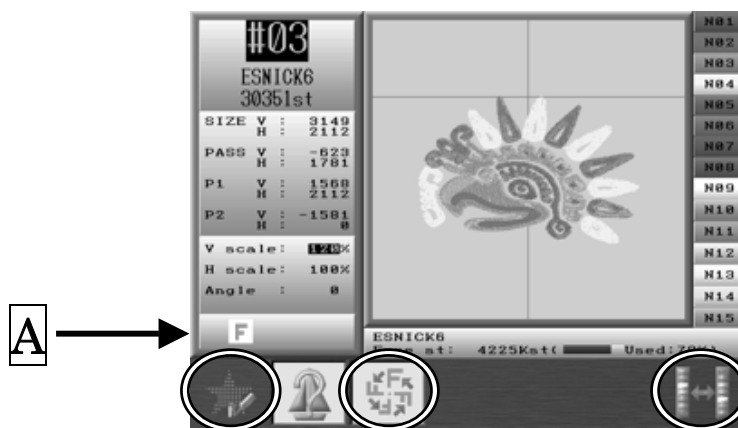 #03
ESNICK6
30351st
SIZE V : 3149
H : 2112
PASS V : -623
H : 1781
P1 V : 1568
H : 2112
P2 V : -1581
H : 0
V scale: 120%
H scale: 100%
Angle : 0
F
A
N01
N02
N03
N04
N05
N06
N07
N08
N09
N10
N11
N12
N13
N14
N15
ESNICK6
st: 4225Kst( Used:
F
F
F
F